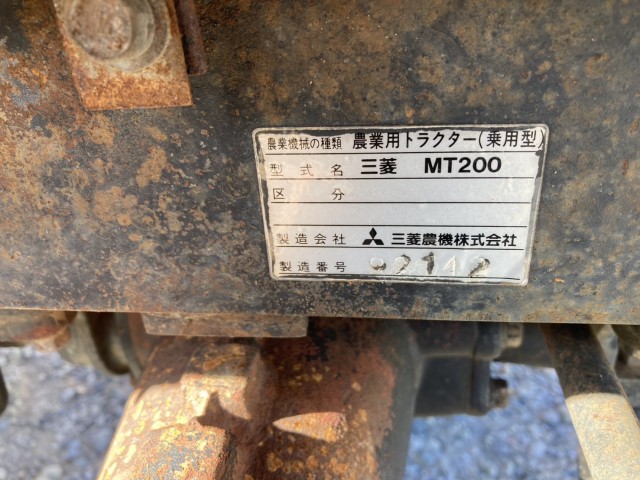 農業機械の種類 農業用トラクター(乗用型)
型式名 三菱 MT200
区分
製造会社 三菱農機株式会社
製造番号